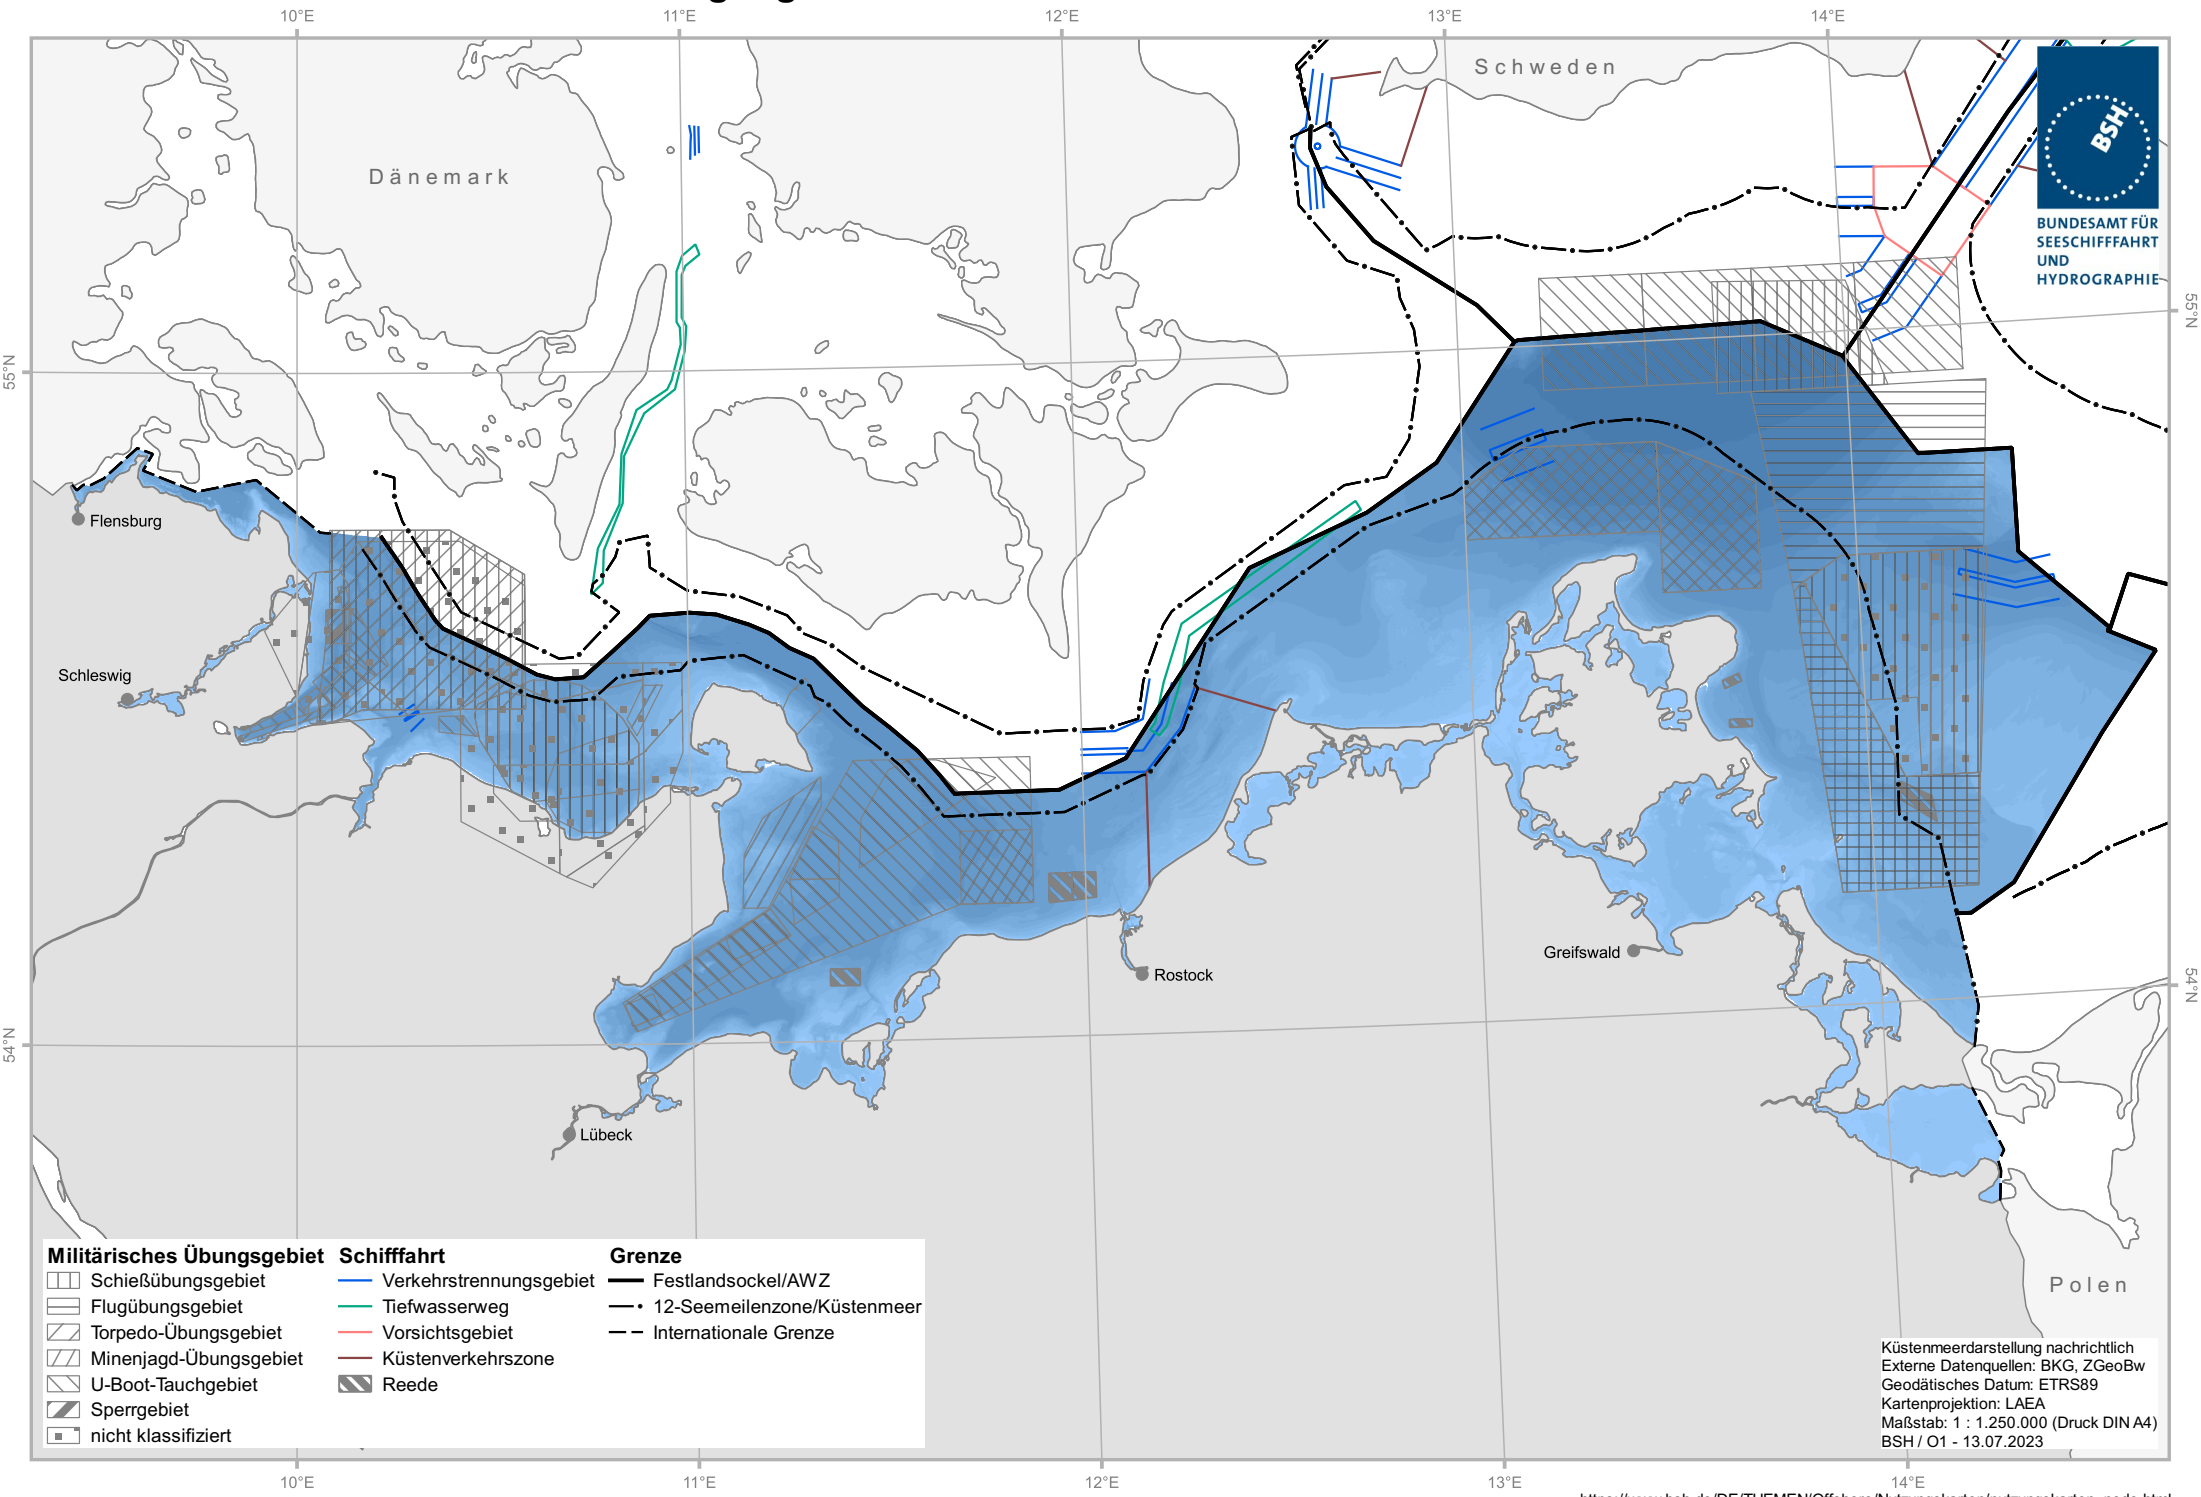 10°E 11°E 12°E 13°E 14°E
Schweden
Dänemark
BSH
BUNDESAMT FÜR
SEESCHIFFFAHRT
UND
HYDROGRAPHIE
55°N
55°N
Flensburg
Schleswig
Greifswald
Rostock
54°N
54°N
Lübeck
Polen
Militärisches Übungsgebiet
Schießübungsgebiet
Flugübungsgebiet
Torpedo-Übungsgebiet
Minenjagd-Übungsgebiet
U-Boot-Tauchgebiet
Sperrgebiet
nicht klassifiziert
Schifffahrt
Verkehrstrennungsgebiet
Tiefwasserweg
Vorsichtsgebiet
Küstenverkehrszone
Reede
Grenze
Festlandsockel/AWZ
12-Seemeilenzone/Küstenmeer
Internationale Grenze
Küstenmeerdarstellung nachrichtlich
Externe Datenquellen: BKG, ZGeoBw
Geodätisches Datum: ETRS89
Kartenprojektion: LAEA
Maßstab: 1 : 1.250.000 (Druck DIN A4)
BSH / O1 - 13.07.2023
10°E 11°E 12°E 13°E 14°E